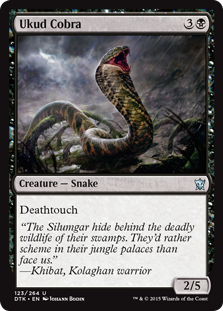 Ukud Cobra 3
Creature — Snake
Deathtouch
“The Silumgar hide behind the deadly
wildlife of their swamps. They’d rather
scheme in their jungle palaces than
face us.”
—Khibat, Kolaghan warrior
2/5
123/264 U
DTK • EN Johann Bodin
™ & © 2015 Wizards of the Coast